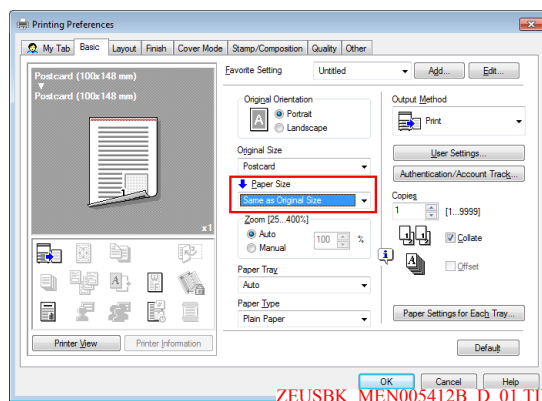 Printing Preferences
My Tab Basic Layout Finish Cover Mode Stamp/Composition Quality Other
Postcard (100x148 mm)
Postcard (100x148 mm)
1
x1
Printer View Printer Information
Favorite Setting Untitled Add... Edit...
Original Orientation
A Portrait
Landscape
Original Size
Postcard
Paper Size
Same as Original Size
Zoom [25...400%]
Auto
Manual 100 %
Paper Tray
Auto
Paper Type
Plain Paper
Output Method
Print
User Settings...
Authentication/Account Track...
Copies
1 [1...9999]
Collate
Offset
Paper Settings for Each Tray...
Default
OK Cancel Help
ZEUSBK_MEN005412B_D_01.TI